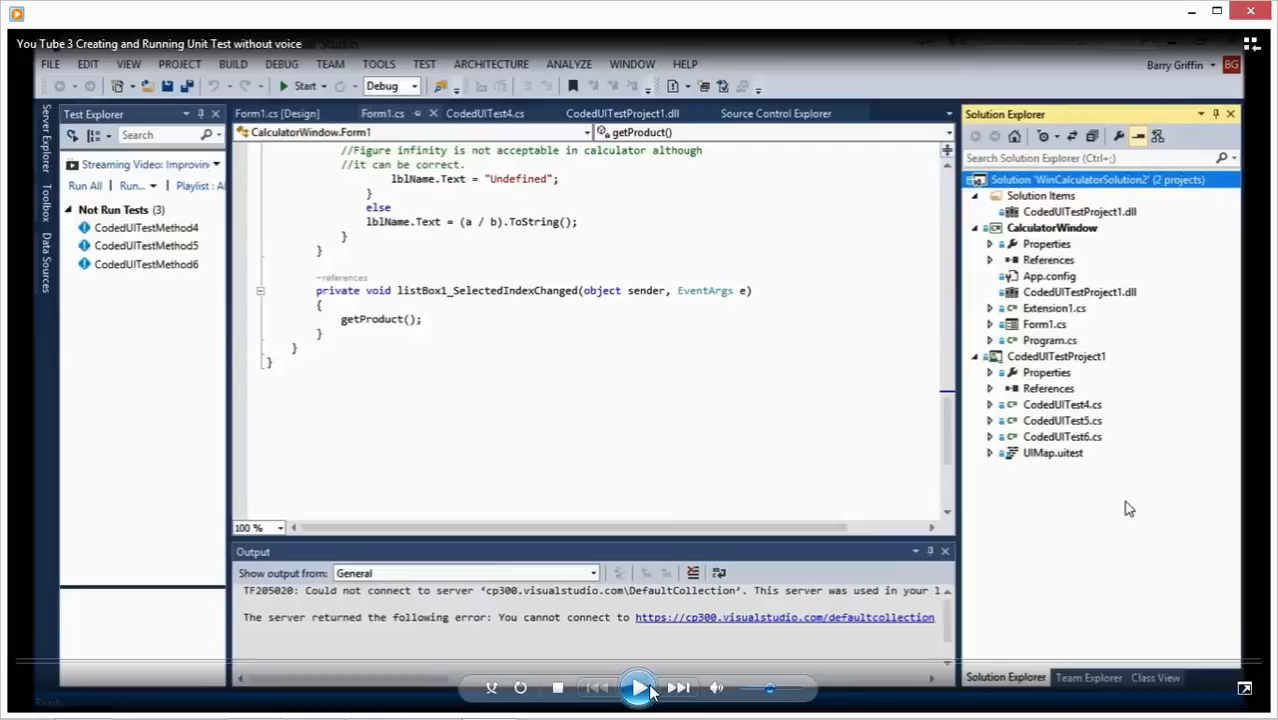 You Tube 3 Creating and Running Unit Test without voice
FILE EDIT VIEW PROJECT BUILD DEBUG TEAM TOOLS TEST ARCHITECTURE ANALYZE WINDOW HELP
Barry Griffin BG
Start Debug
Server Explorer
Toolbox
Data Sources
Test Explorer
Search
Streaming Video: Improvin
Run All Run... Playlist : Al
Not Run Tests (3)
CodedUITestMethod4
CodedUITestMethod5
CodedUITestMethod6
Form1.cs [Design] Form1.cs CodedUITest4.cs CodedUITestProject1.dll Source Control Explorer
CalculatorWindow.Form1 getProduct()
//Figure infinity is not acceptable in calculator although
//it can be correct.
lblName.Text = "Undefined";
}
else
lblName.Text = (a / b).ToString();
}
}
-references
private void listBox1_SelectedIndexChanged(object sender, EventArgs e)
{
getProduct();
}
}
}
100 %
Output
Show output from: General
TF205020: Could not connect to server 'cp300.visualstudio.com\DefaultCollection'. This server was used in your l
The server returned the following error: You cannot connect to https://cp300.visualstudio.com/defaultcollection
Solution Explorer
Search Solution Explorer (Ctrl+;)
Solution 'WinCalculatorSolution2' (2 projects)
Solution Items
CodedUITestProject1.dll
CalculatorWindow
Properties
References
App.config
CodedUITestProject1.dll
Extension1.cs
Form1.cs
Program.cs
CodedUITestProject1
Properties
References
CodedUITest4.cs
CodedUITest5.cs
CodedUITest6.cs
UIMap.uitest
Solution Explorer Team Explorer Class View